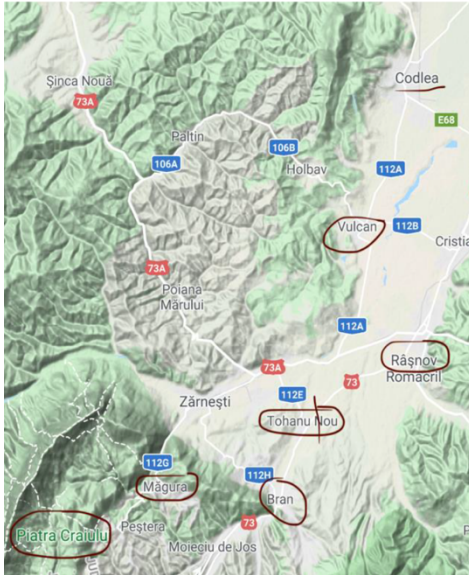 Codlea
Şinca Nouă
73A
E68
Paltin
106B
106A
Holbav
112A
Vulcan
112B
Cristia
73A
Poiana
Mărului
112A
Râşnov
Romacril
73A
73
112E
Zărneşti
Tohanu Nou
112G
112H
Măgura
Bran
Peştera
73
Piatra Craiului
Moieciu de Jos
P